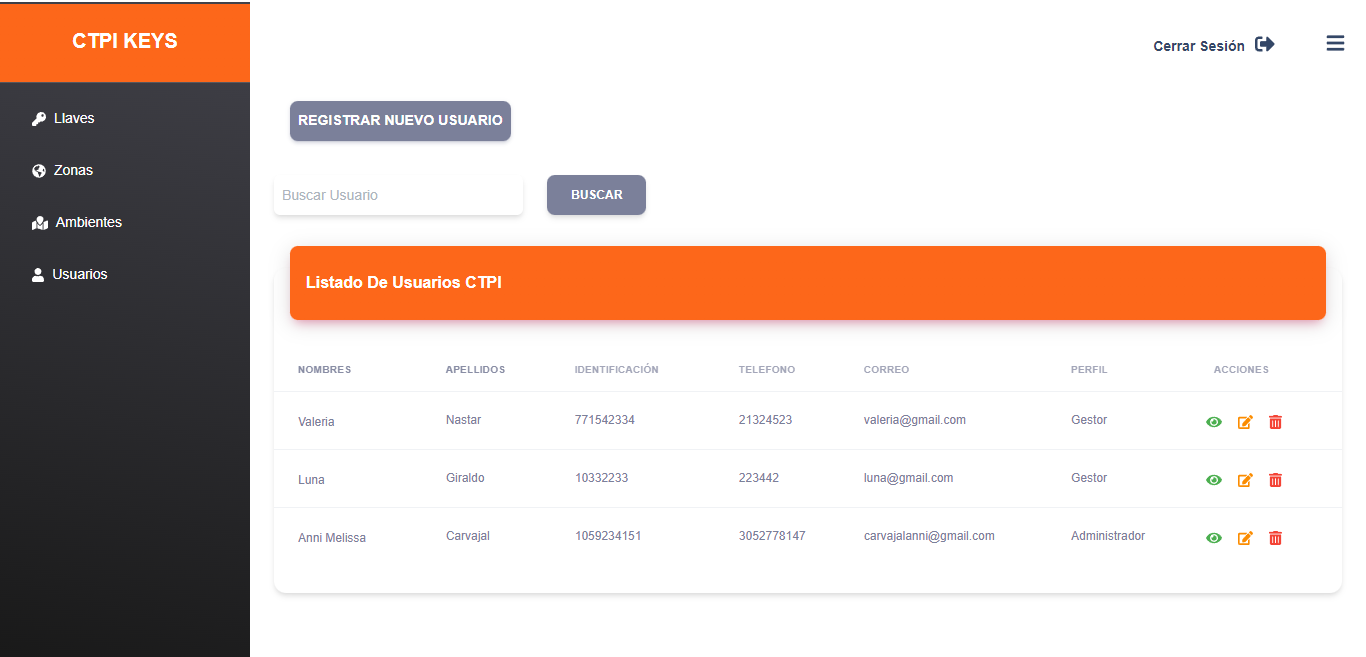 CTPI KEYS
Cerrar Sesión
Llaves
Zonas
Ambientes
Usuarios
REGISTRAR NUEVO USUARIO
Buscar Usuario BUSCAR
Listado De Usuarios CTPI
NOMBRES APELLIDOS IDENTIFICACIÓN TELEFONO CORREO PERFIL ACCIONES
Valeria Nastar 771542334 21324523 valeria@gmail.com Gestor
Luna Giraldo 10332233 223442 luna@gmail.com Gestor
Anni Melissa Carvajal 1059234151 3052778147 carvajalanni@gmail.com Administrador